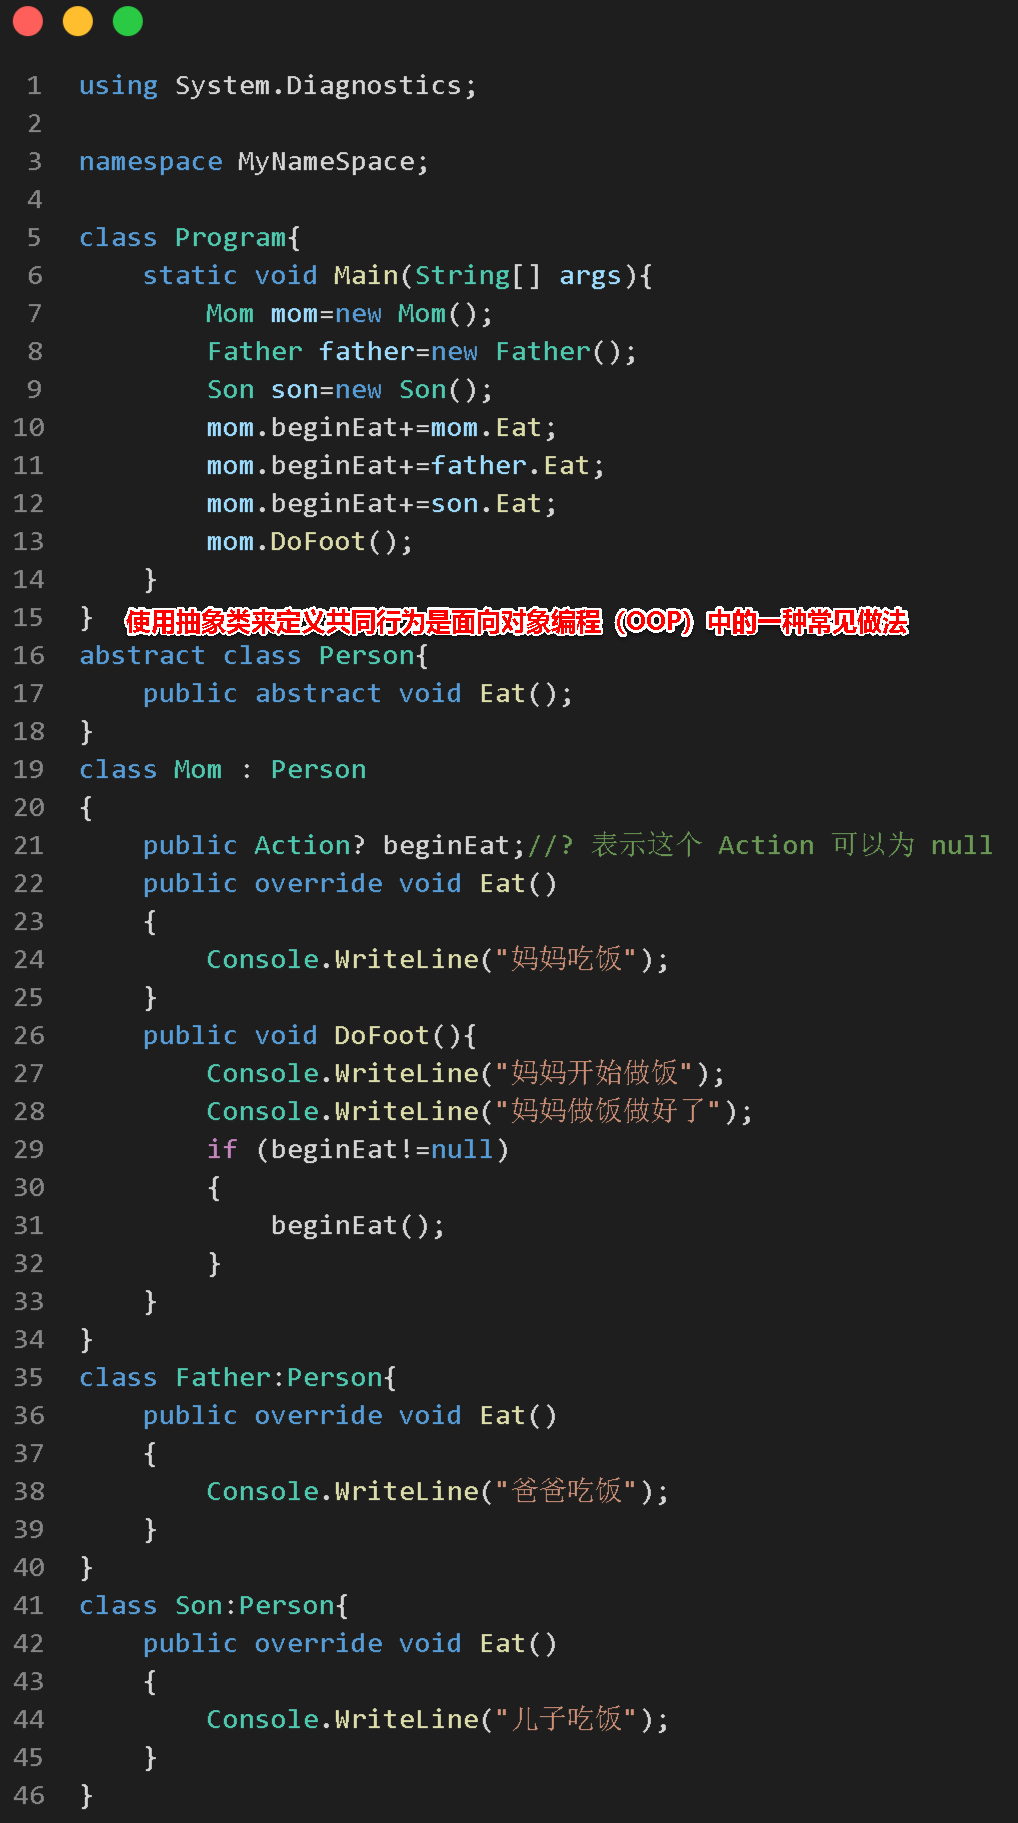 1 using System.Diagnostics;
2
3 namespace MyNameSpace;
4
5 class Program{
6     static void Main(String[] args){
7         Mom mom=new Mom();
8         Father father=new Father();
9         Son son=new Son();
10         mom.beginEat+=mom.Eat;
11         mom.beginEat+=father.Eat;
12         mom.beginEat+=son.Eat;
13         mom.DoFoot();
14     }
15 } 使用抽象类来定义共同行为是面向对象编程（OOP）中的一种常见做法
16 abstract class Person{
17     public abstract void Eat();
18 }
19 class Mom : Person
20 {
21     public Action? beginEat;//? 表示这个 Action 可以为 null
22     public override void Eat()
23     {
24         Console.WriteLine("妈妈吃饭");
25     }
26     public void DoFoot(){
27         Console.WriteLine("妈妈开始做饭");
28         Console.WriteLine("妈妈做饭做好了");
29         if (beginEat!=null)
30         {
31             beginEat();
32         }
33     }
34 }
35 class Father:Person{
36     public override void Eat()
37     {
38         Console.WriteLine("爸爸吃饭");
39     }
40 }
41 class Son:Person{
42     public override void Eat()
43     {
44         Console.WriteLine("儿子吃饭");
45     }
46 }